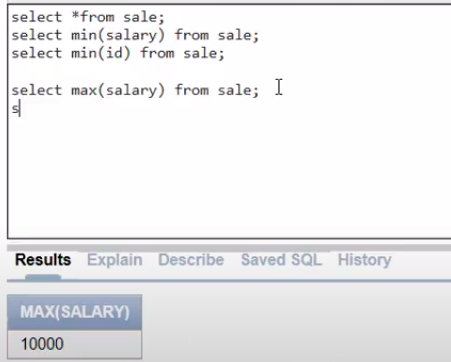 select *from sale;
select min(salary) from sale;
select min(id) from sale;
select max(salary) from sale;
s
Results Explain Describe Saved SQL History
MAX(SALARY)
10000